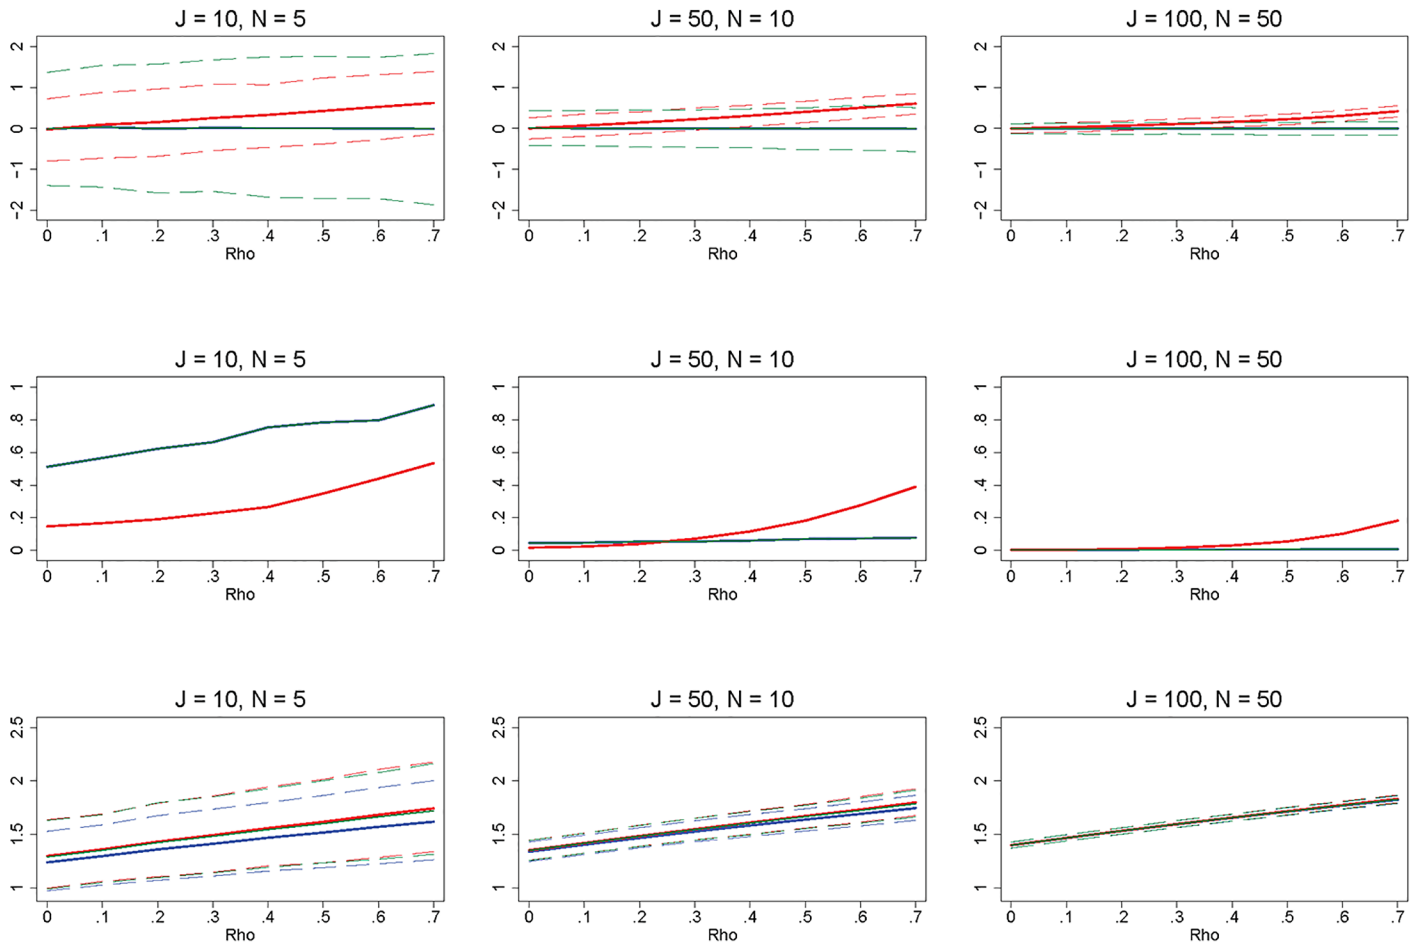 J = 10, N = 5
J = 50, N = 10
J = 100, N = 50
2
2
2
1
1
1
0
0
0
−1
−1
−1
−2
−2
−2
0 .1 .2 .3 .4 .5 .6 .7
0 .1 .2 .3 .4 .5 .6 .7
0 .1 .2 .3 .4 .5 .6 .7
Rho
Rho
Rho
J = 10, N = 5
J = 50, N = 10
J = 100, N = 50
1
1
1
.8
.8
.8
.6
.6
.6
.4
.4
.4
.2
.2
.2
0
0
0
0 .1 .2 .3 .4 .5 .6 .7
0 .1 .2 .3 .4 .5 .6 .7
0 .1 .2 .3 .4 .5 .6 .7
Rho
Rho
Rho
J = 10, N = 5
J = 50, N = 10
J = 100, N = 50
2.5
2.5
2.5
2
2
2
1.5
1.5
1.5
1
1
1
0 .1 .2 .3 .4 .5 .6 .7
0 .1 .2 .3 .4 .5 .6 .7
0 .1 .2 .3 .4 .5 .6 .7
Rho
Rho
Rho